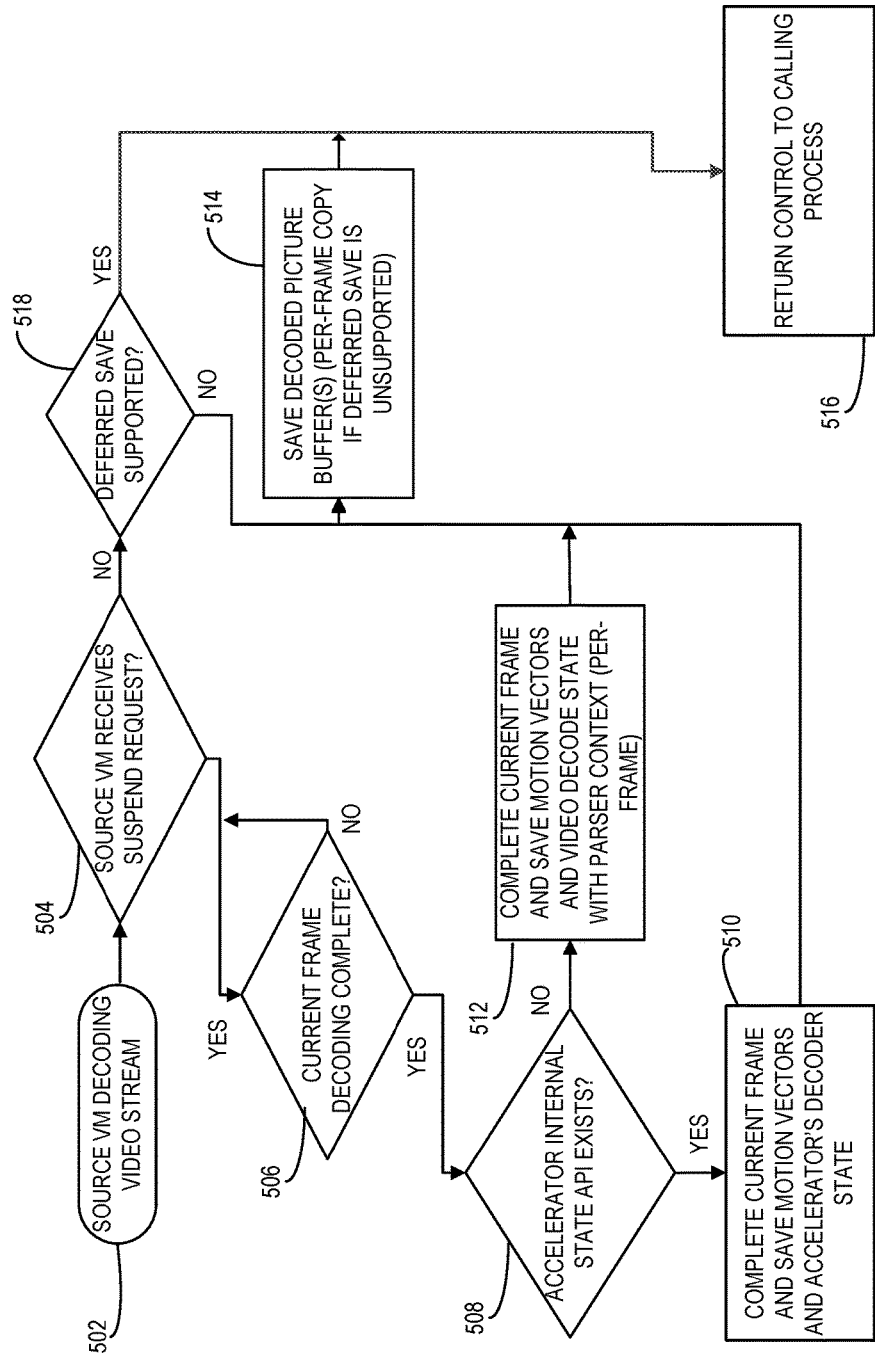 502
SOURCE VM DECODING
VIDEO STREAM
504
SOURCE VM RECEIVES
SUSPEND REQUEST?
NO
YES
518
DEFERRED SAVE
SUPPORTED?
YES
NO
506
CURRENT FRAME
DECODING COMPLETE?
NO
YES
514
SAVE DECODED PICTURE
BUFFER(S) (PER-FRAME COPY
IF DEFERRED SAVE IS
UNSUPPORTED)
508
ACCELERATOR INTERNAL
STATE API EXISTS?
NO
YES
512
COMPLETE CURRENT FRAME
AND SAVE MOTION VECTORS
AND VIDEO DECODE STATE
WITH PARSER CONTEXT (PER-
FRAME)
510
COMPLETE CURRENT FRAME
AND SAVE MOTION VECTORS
AND ACCELERATOR'S DECODER
STATE
516
RETURN CONTROL TO CALLING
PROCESS